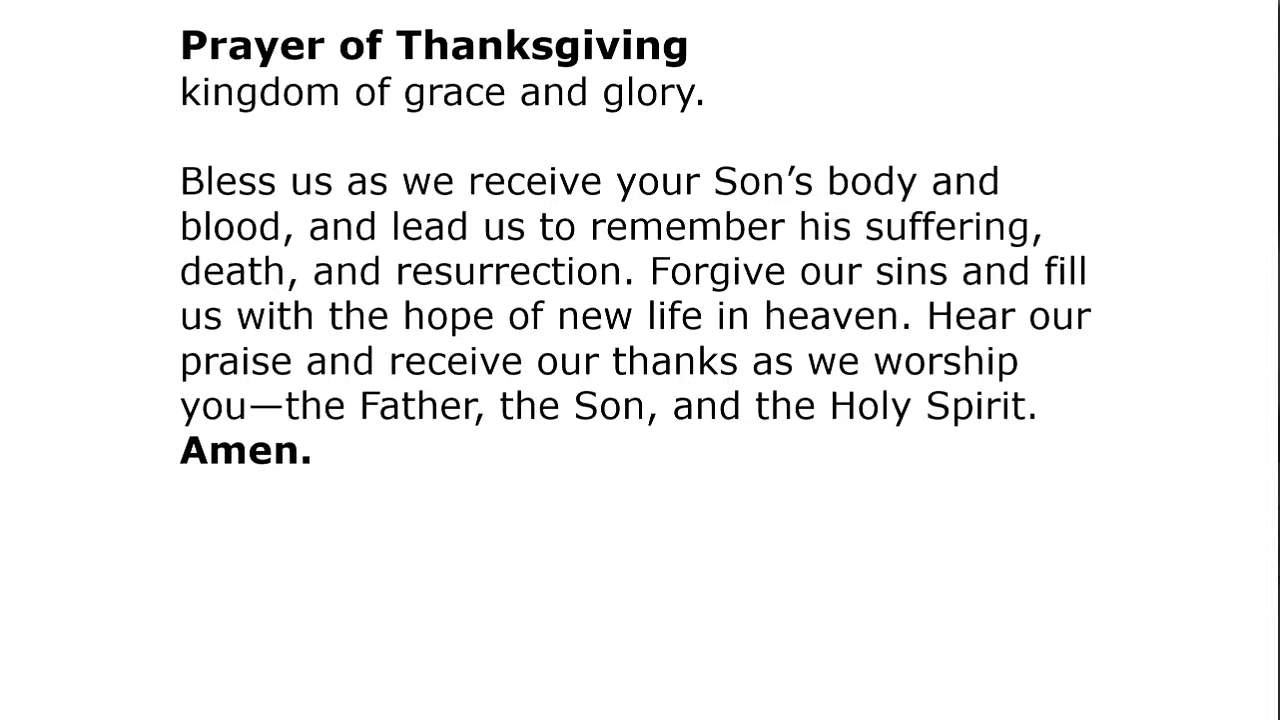 Prayer of Thanksgiving
kingdom of grace and glory.
Bless us as we receive your Son’s body and
blood, and lead us to remember his suffering,
death, and resurrection. Forgive our sins and fill
us with the hope of new life in heaven. Hear our
praise and receive our thanks as we worship
you—the Father, the Son, and the Holy Spirit.
Amen.